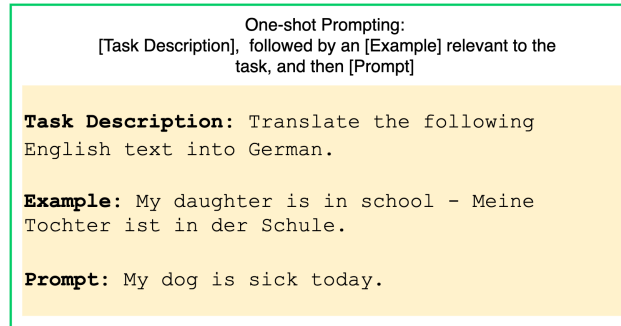 One-shot Prompting:
[Task Description], followed by an [Example] relevant to the
task, and then [Prompt]
Task Description: Translate the following
English text into German.
Example: My daughter is in school - Meine
Tochter ist in der Schule.
Prompt: My dog is sick today.